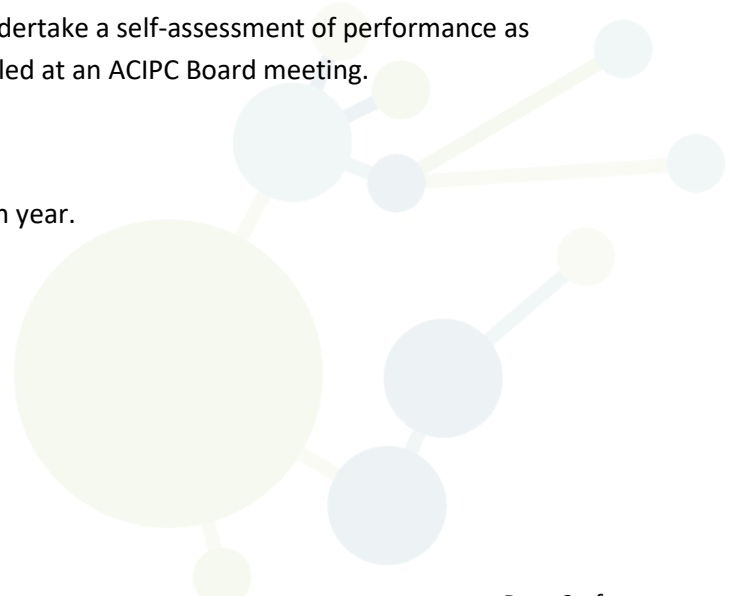 dertake a self-assessment of performance as
led at an ACIPC Board meeting.
year.